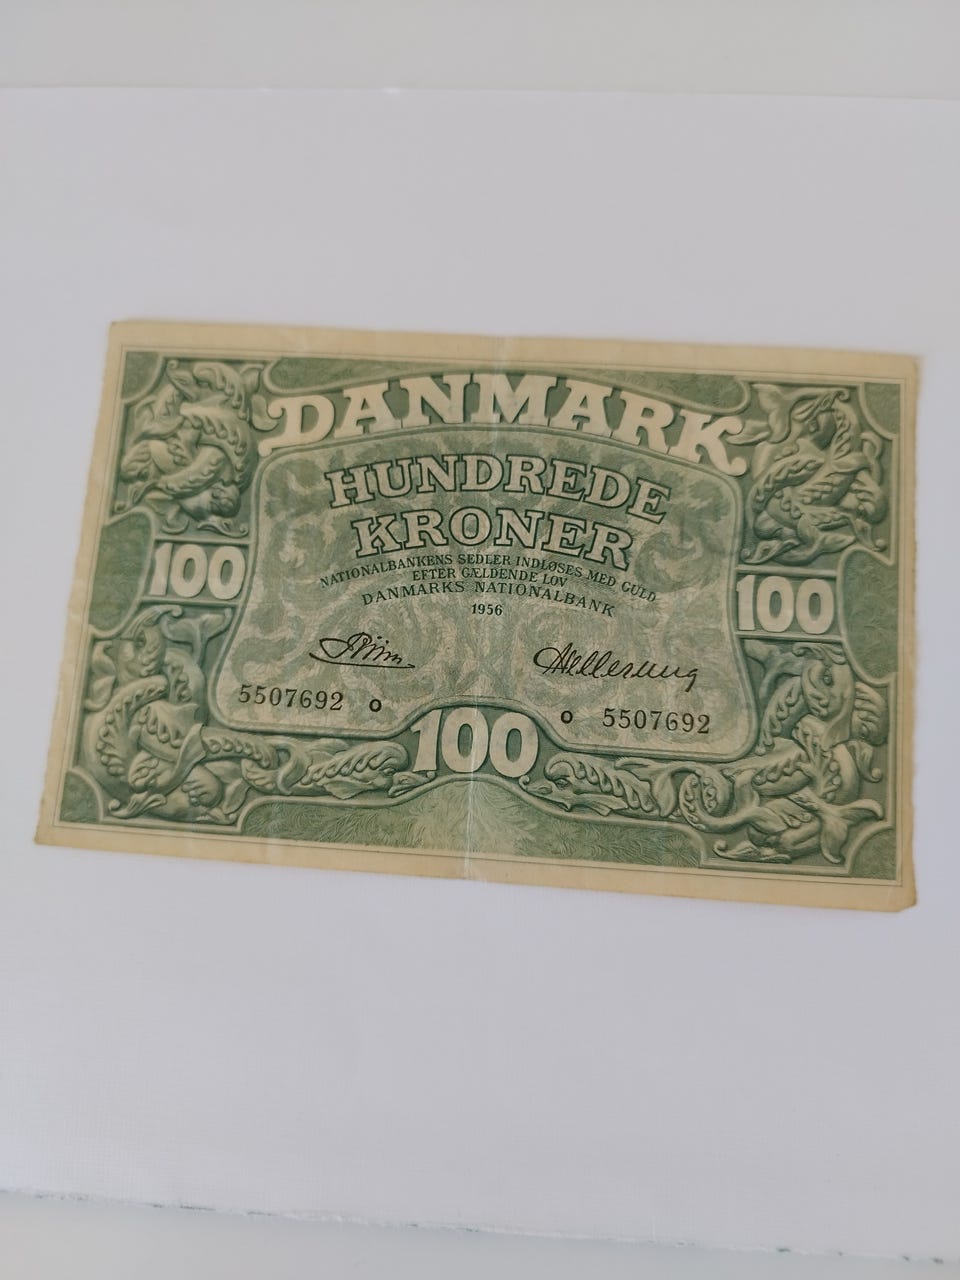 DANMARK
HUNDREDE
KRONER
NATIONALBANKENS SEDLER INDLØSES MED GULD
EFTER GÆLDENDE LOV
DANMARKS NATIONALBANK
1956
100 100
5507692 o o 5507692
100